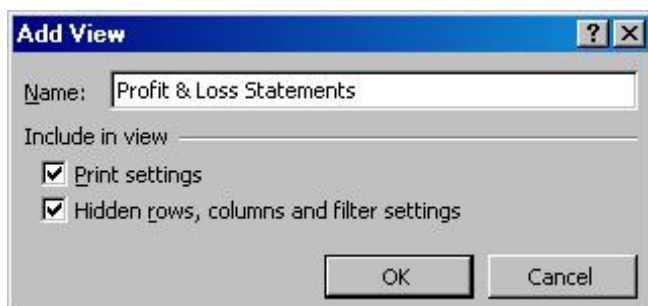 Add View
Name: Profit & Loss Statements
Include in view
Print settings
Hidden rows, columns and filter settings
OK Cancel